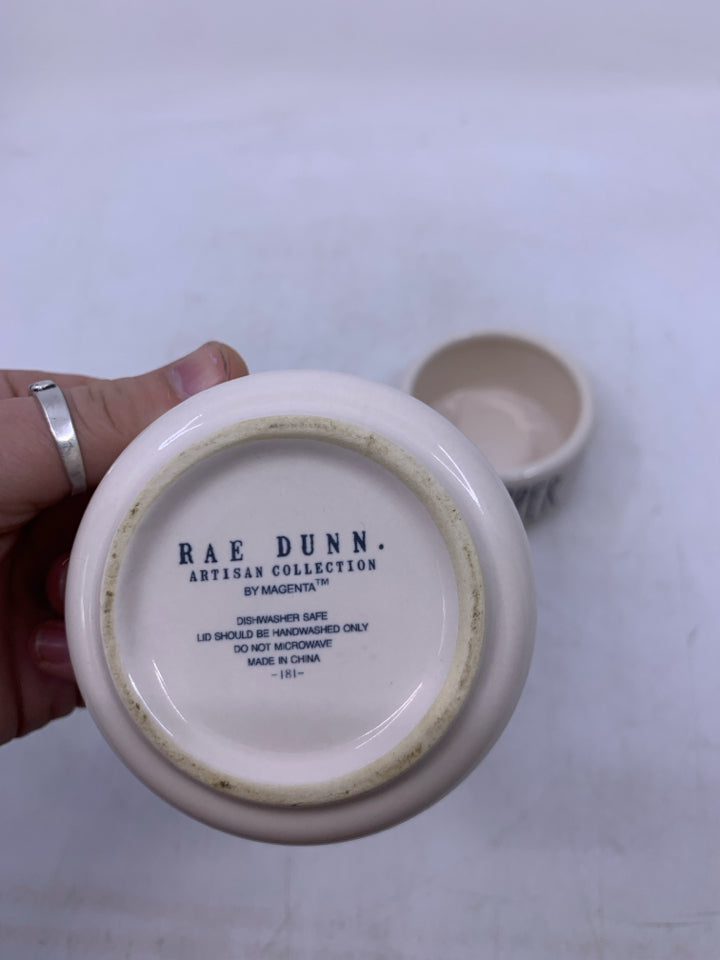 RAE DUNN.
ARTISAN COLLECTION
BY MAGENTA™
DISHWASHER SAFE
LID SHOULD BE HANDWASHED ONLY
DO NOT MICROWAVE
MADE IN CHINA
-181-